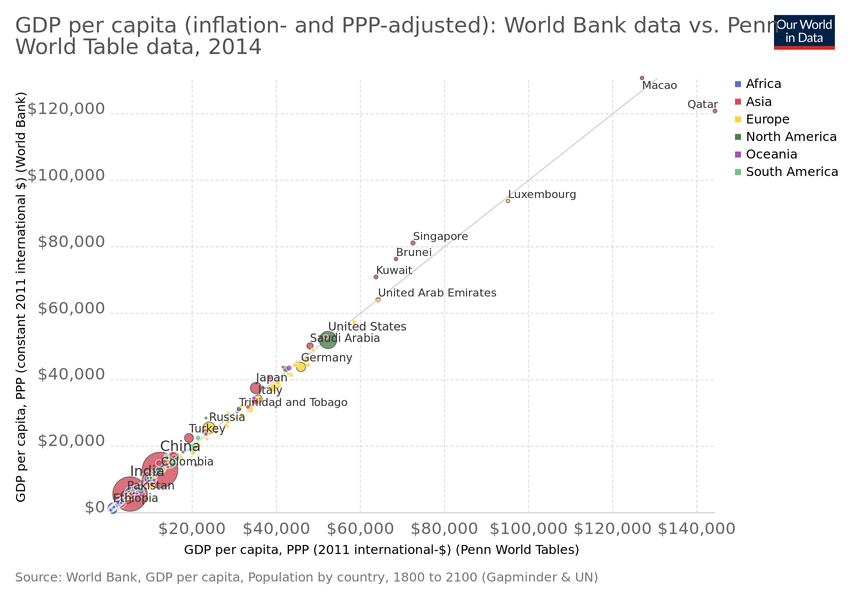 GDP per capita (inflation- and PPP-adjusted): World Bank data vs. Penn
World Table data, 2014
Our World
in Data
GDP per capita, PPP (constant 2011 international $) (World Bank)
$120,000
$100,000
$80,000
$60,000
$40,000
$20,000
$0
Macao
Qatar
Luxembourg
Singapore
Brunei
Kuwait
United Arab Emirates
United States
Saudi Arabia
Germany
Japan
Italy
Trinidad and Tobago
Russia
Turkey
China
Colombia
India
Pakistan
Ethiopia
Africa
Asia
Europe
North America
Oceania
South America
$20,000
$40,000
$60,000
$80,000
$100,000
$120,000
$140,000
GDP per capita, PPP (2011 international-$) (Penn World Tables)
Source: World Bank, GDP per capita, Population by country, 1800 to 2100 (Gapminder & UN)